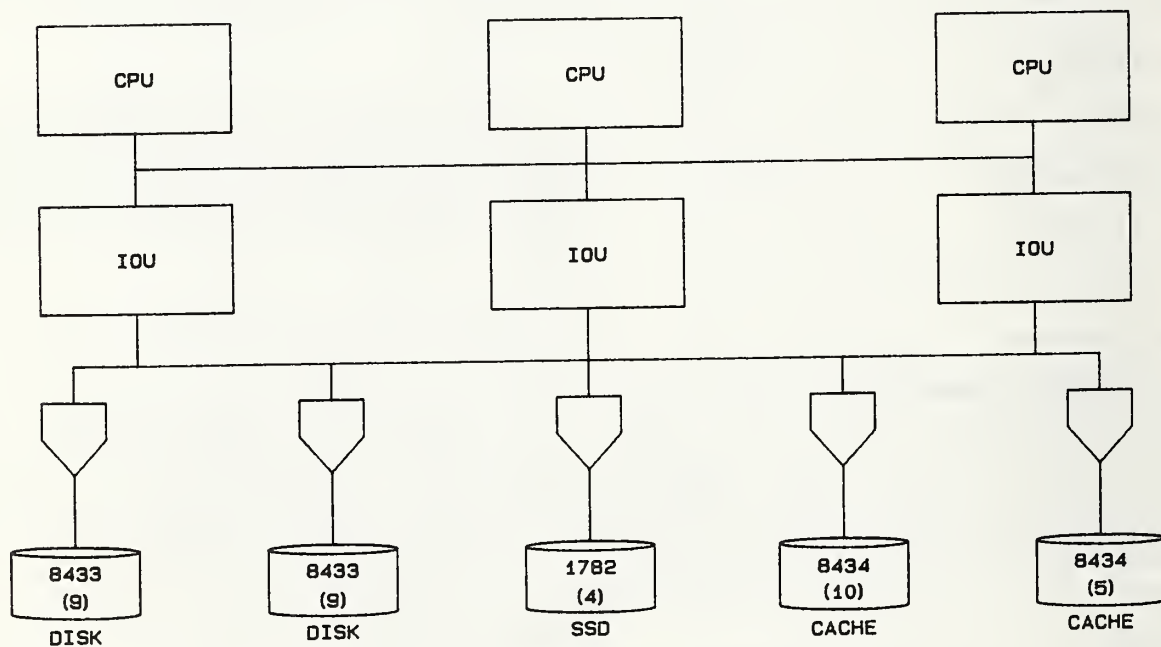 CPU
CPU
CPU
IOU
IOU
IOU
8433
(9)
DISK
8433
(9)
DISK
1782
(4)
SSD
8434
(10)
CACHE
8434
(5)
CACHE